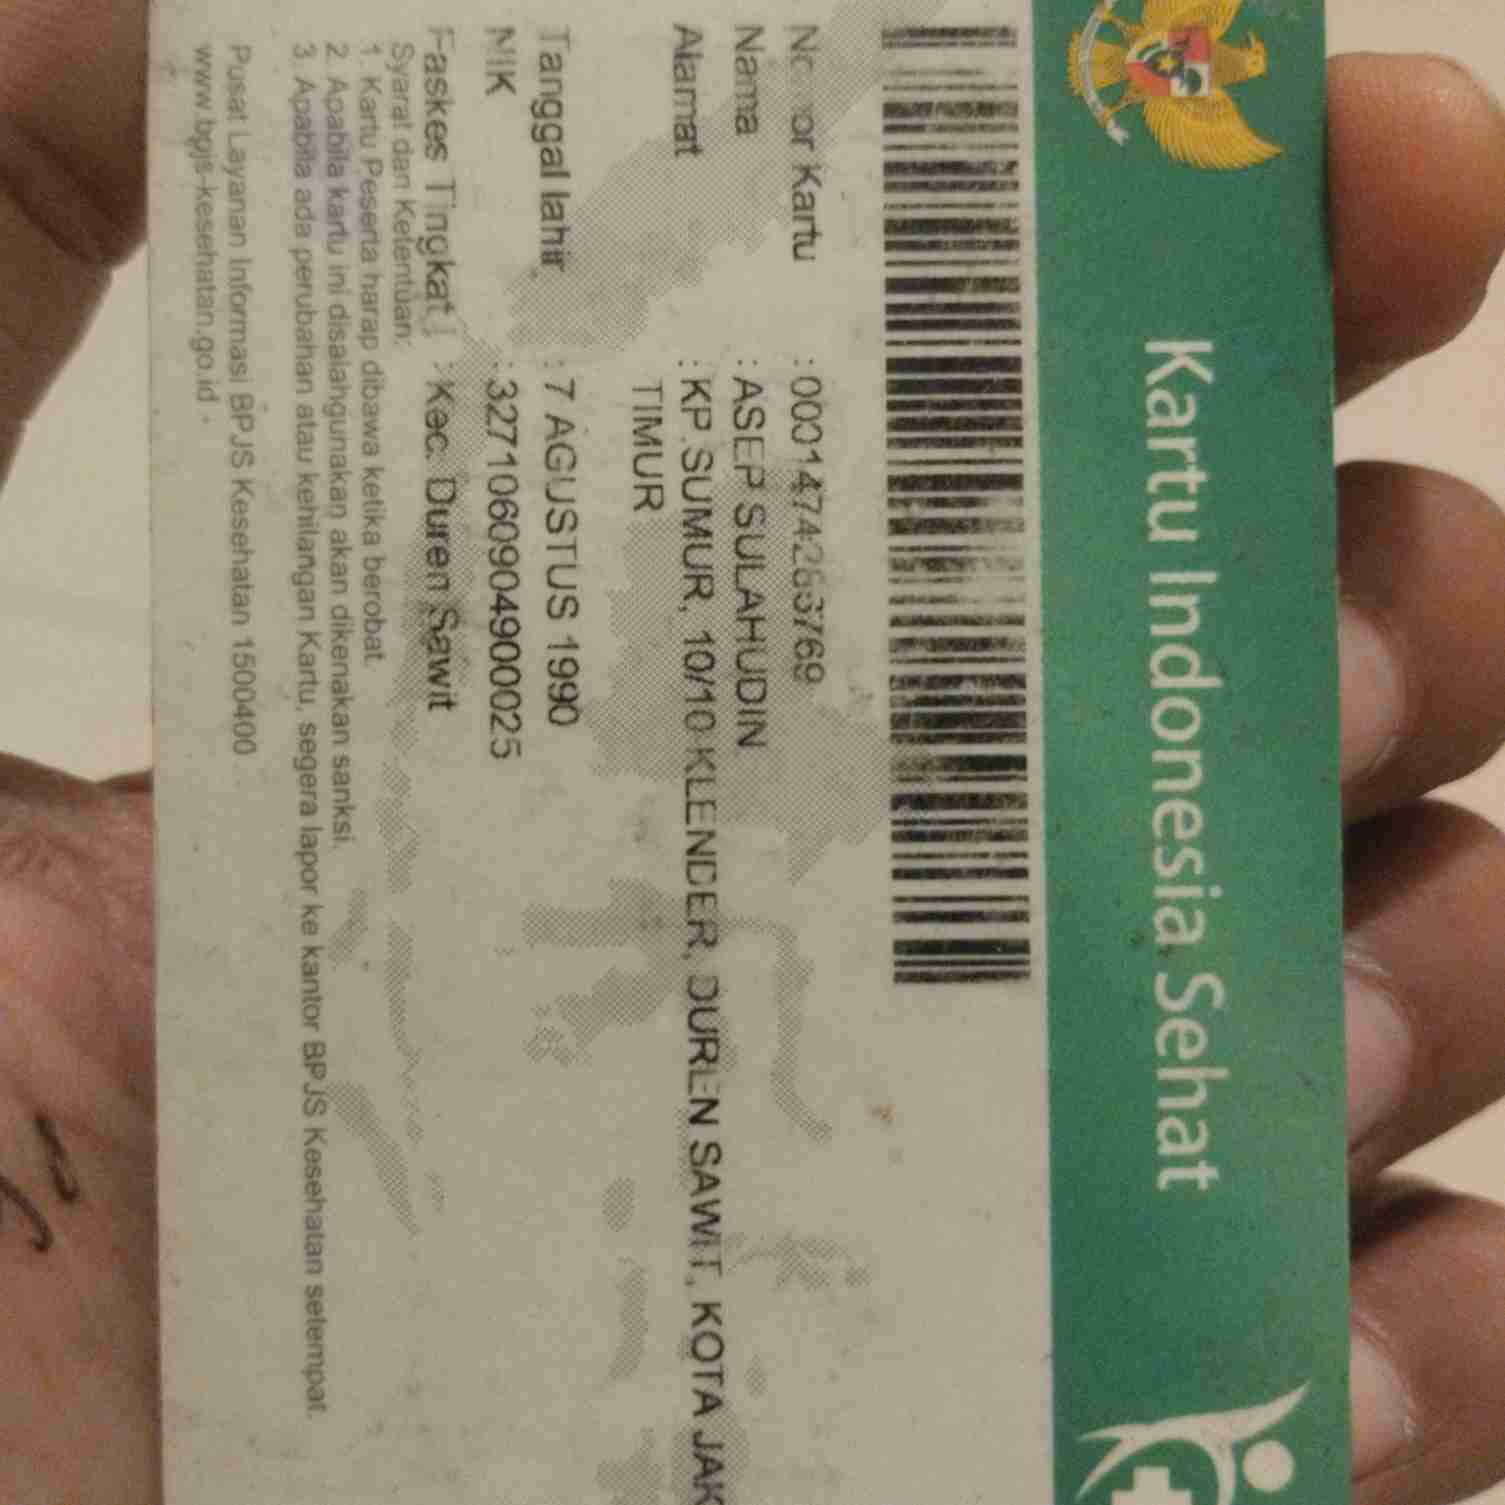 Kartu Indonesia Sehat
Nomor Kartu : 0001474263769
Nama : ASEP SULAHUDIN
Alamat : KP.SUMUR, 10/10 KLENDER, DUREN SAWIT, KOTA JAK
TIMUR
Tanggal lahir : 7 AGUSTUS 1990
NIK : 3271060904900025
Faskes Tingkat I : Kec. Duren Sawit
Syarat dan Ketentuan:
1. Kartu Peserta harap dibawa ketika berobat.
2. Apabila kartu ini disalahgunakan akan dikenakan sanksi.
3. Apabila ada perubahan atau kehilangan Kartu, segera lapor ke kantor BPJS Kesehatan setempat.
Pusat Layanan Informasi BPJS Kesehatan 1500400
www.bpjs-kesehatan.go.id